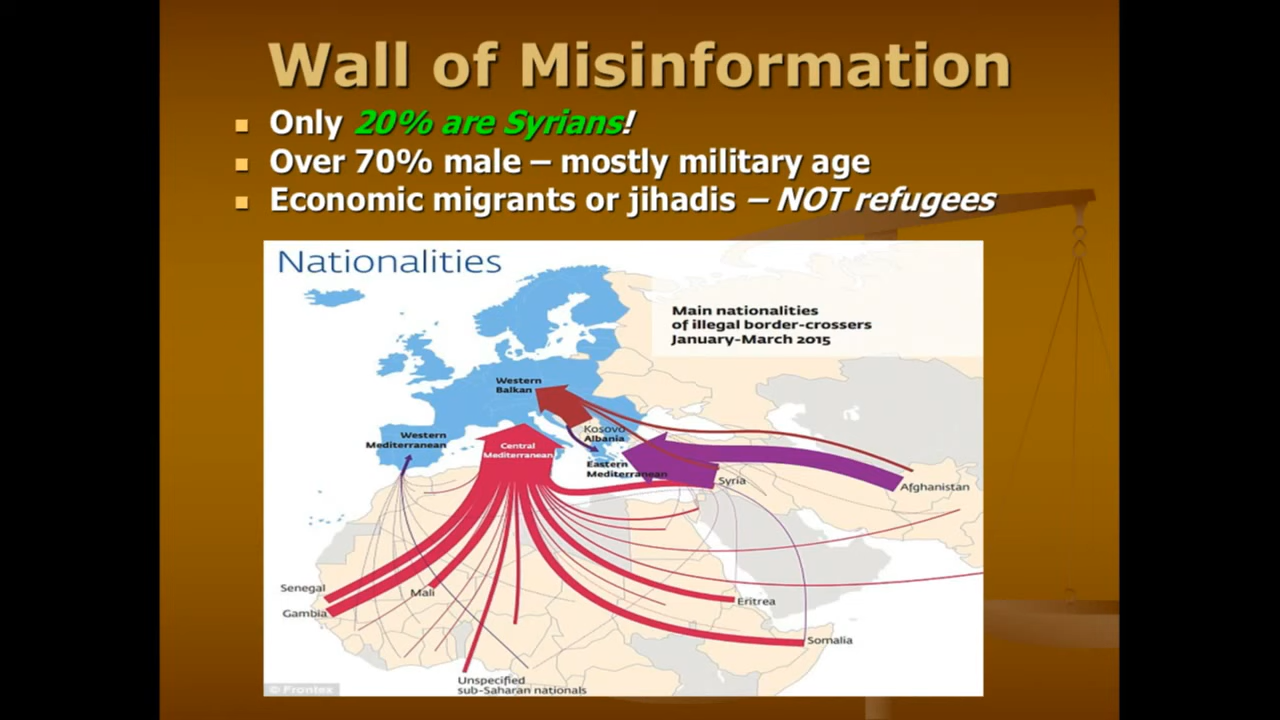 Wall of Misinformation
Only 20% are Syrians!
Over 70% male – mostly military age
Economic migrants or jihadis – NOT refugees
Nationalities
Main nationalities
of illegal border-crossers
January-March 2015
Western
Balkan
Kosovo
Albania
Western
Mediterranean
Central
Mediterranean
Eastern
Mediterranean
Syria
Afghanistan
Senegal
Mali
Gambia
Eritrea
Somalia
Unspecified
sub-Saharan nationals
© Frontex